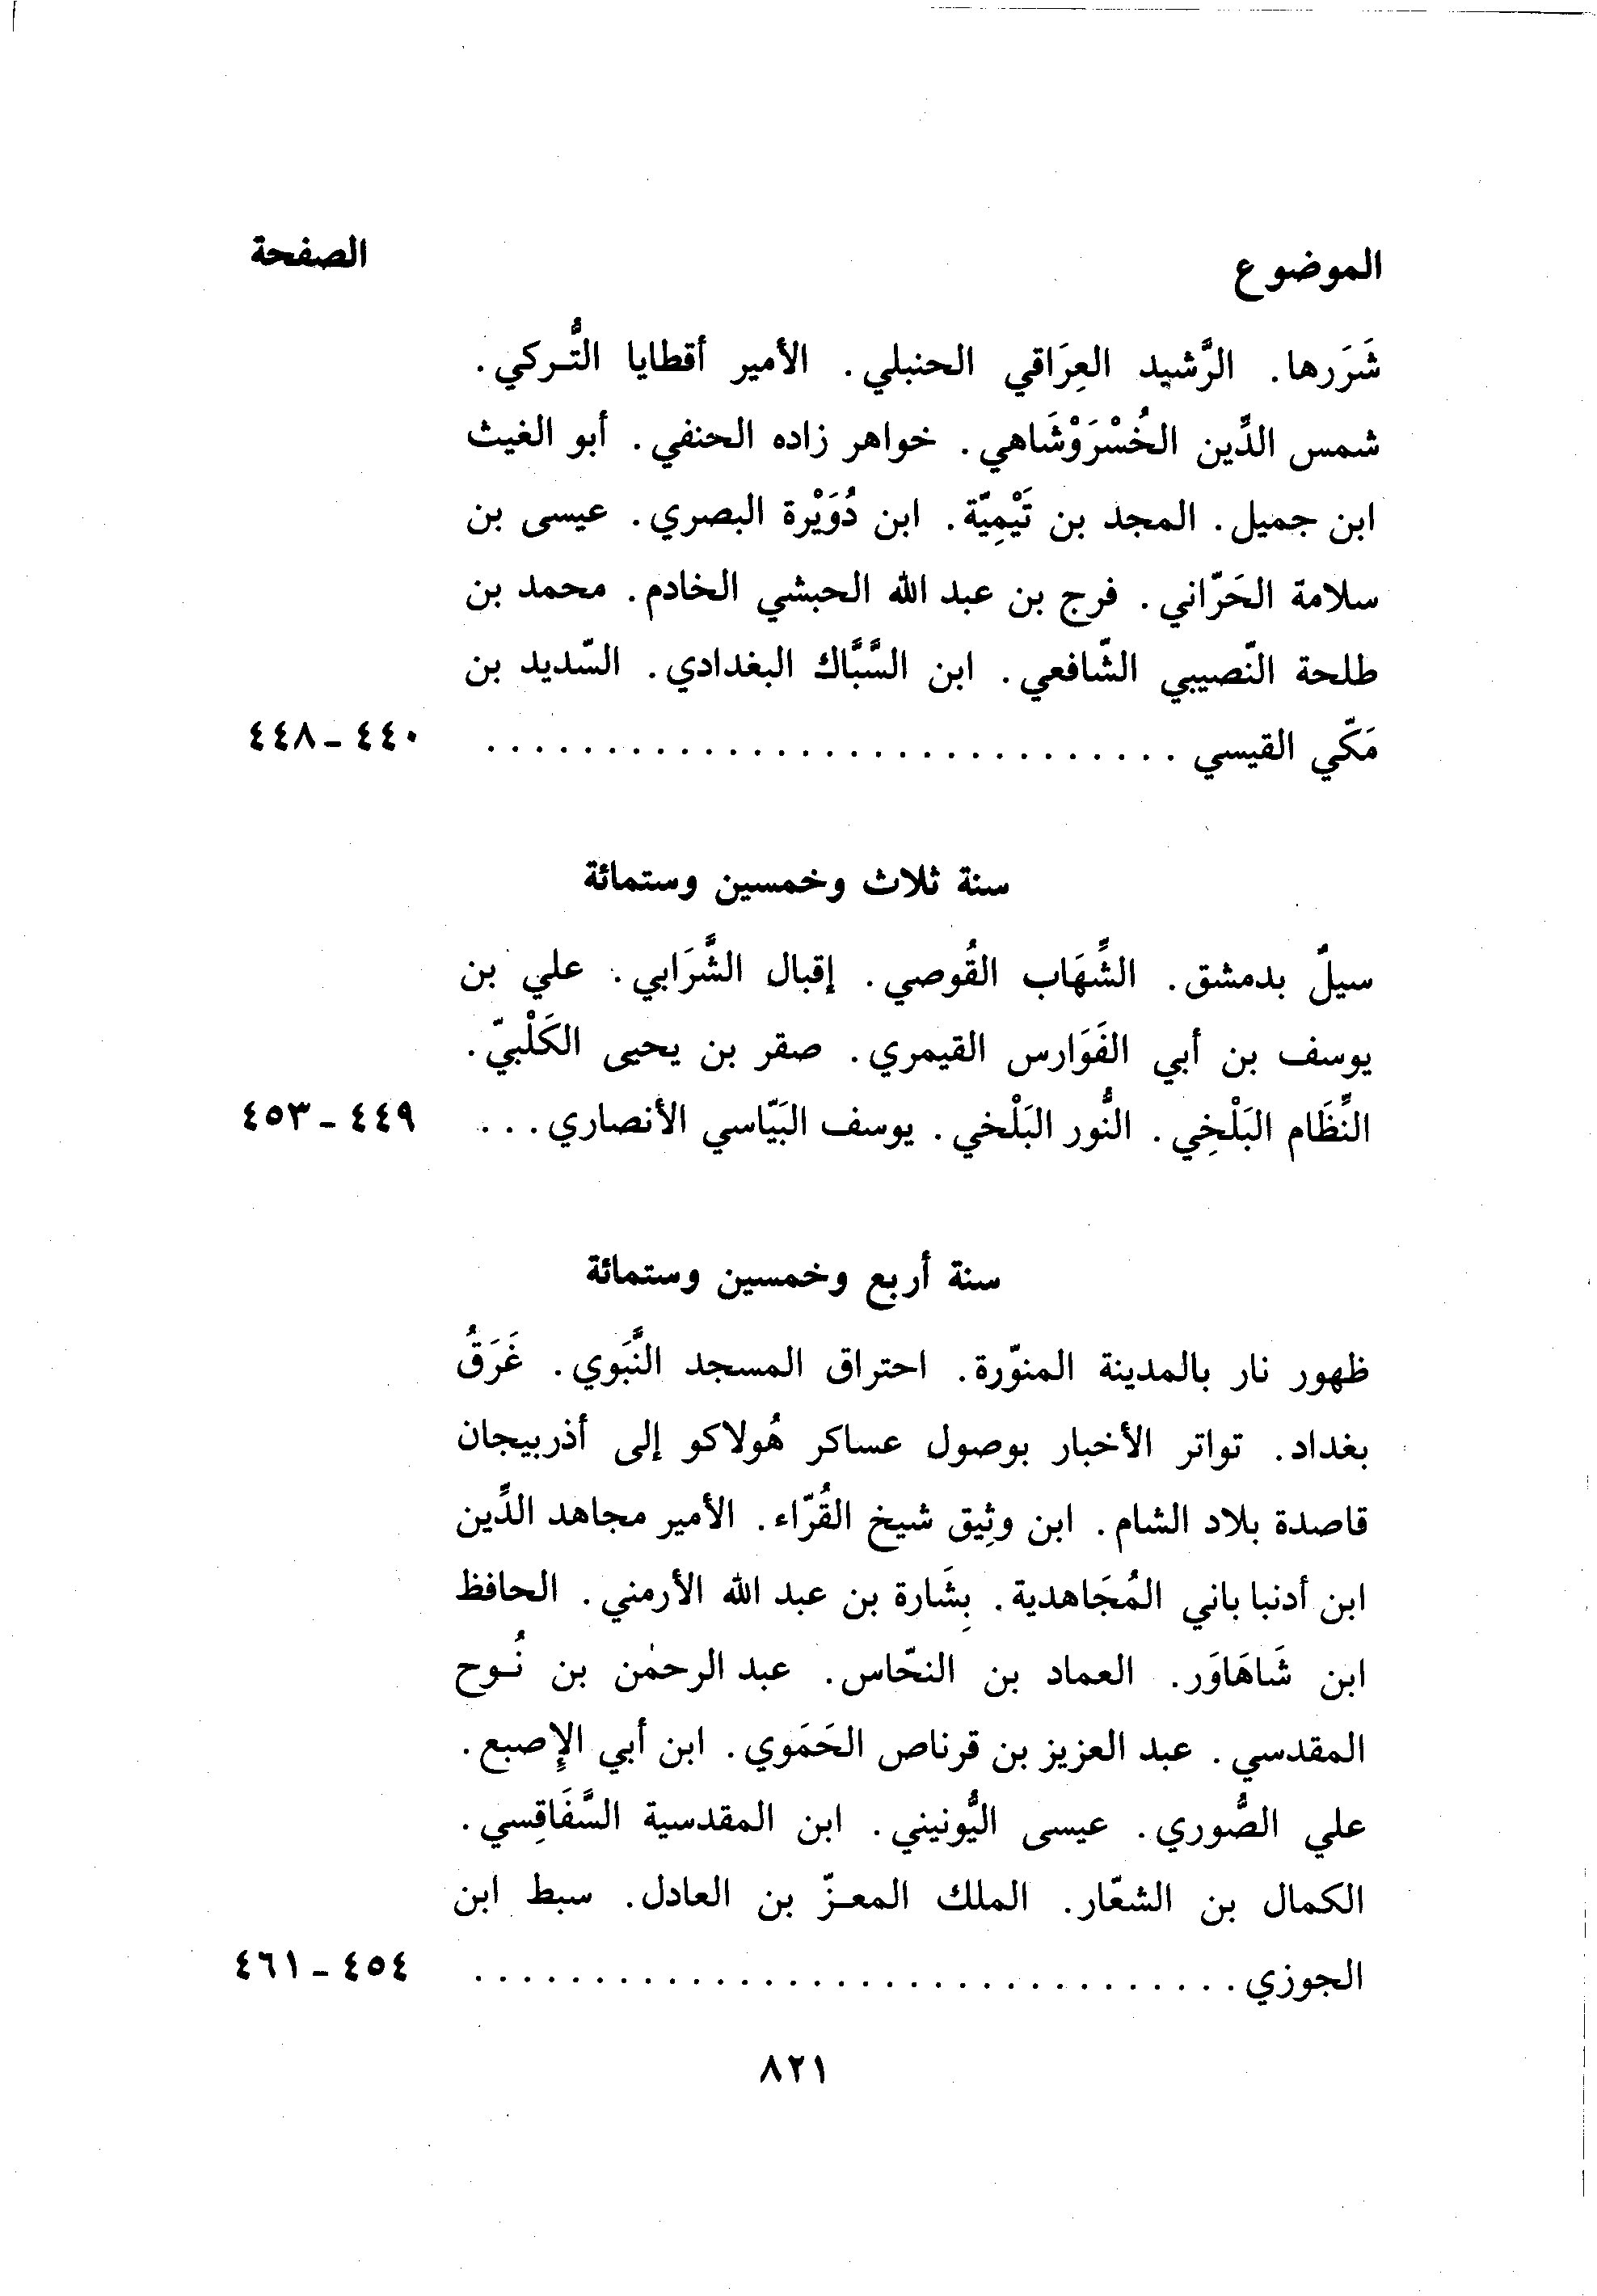 الموضوع الصفحة
شَرَرها. الرَّشيد العِرَاقي الحنبلي. الأمير أقطايا التُّـركي.
شمس الدِّين الخُسْرَوْشَاهي. خواهر زاده الحنفي. أبو الغيث
ابن جميل. المجد بن تَيْمِيّة. ابن دُوَيْرة البصري. عيسى بن
سلامة الحَرّاني. فرج بن عبد الله الحبشي الخادم. محمد بن
طلحة النّصيبي الشّافعي. ابن السَّبَّاك البغدادي. السّديد بن
مَكّي القيسي . . . . . . . . . . . . . . . . . . . . . . . . . . . . . ٤٤٠ـ٤٤٨
سنة ثلاث وخمسين وستمائة
سيلٌ بدمشق. الشِّهَاب القُوصي. إقبال الشَّرَابي. علي بن
يوسف بن أبي الفَوَارس القيمري. صقر بن يحيى الكَلْبيّ.
النِّظَام البَلْخِي. النُّور البَلْخي. يوسف البَيّاسي الأنصاري. . . . ٤٤٩ـ٤٥٣
سنة أربع وخمسين وستمائة
ظهور نار بالمدينة المنوّرة. احتراق المسجد النَّبَوي. غَرَقُ
بغداد. تواتر الأخبار بوصول عساكر هُولاكو إلى أذربيجان
قاصدة بلاد الشام. ابن وثِيق شيخ القُرّاء. الأمير مجاهد الدِّين
ابن أدنبا باني المُجَاهدية. بِشَارة بن عبد الله الأرمني. الحافظ
ابن شَاهَاوَر. العماد بن النحّاس. عبد الرحمٰن بن نُـوح
المقدسي. عبد العزيز بن قرناص الحَمَوي. ابن أبي الإِصبع.
علي الصُّوري. عيسى اليُّونيني. ابن المقدسية السَّفَاقِسي.
الكمال بن الشعّار. الملك المعـزّ بن العادل. سبط ابن
الجوزي. . . . . . . . . . . . . . . . . . . . . . . . . . . . . . . . ٤٥٤ـ٤٦١
٨٢١